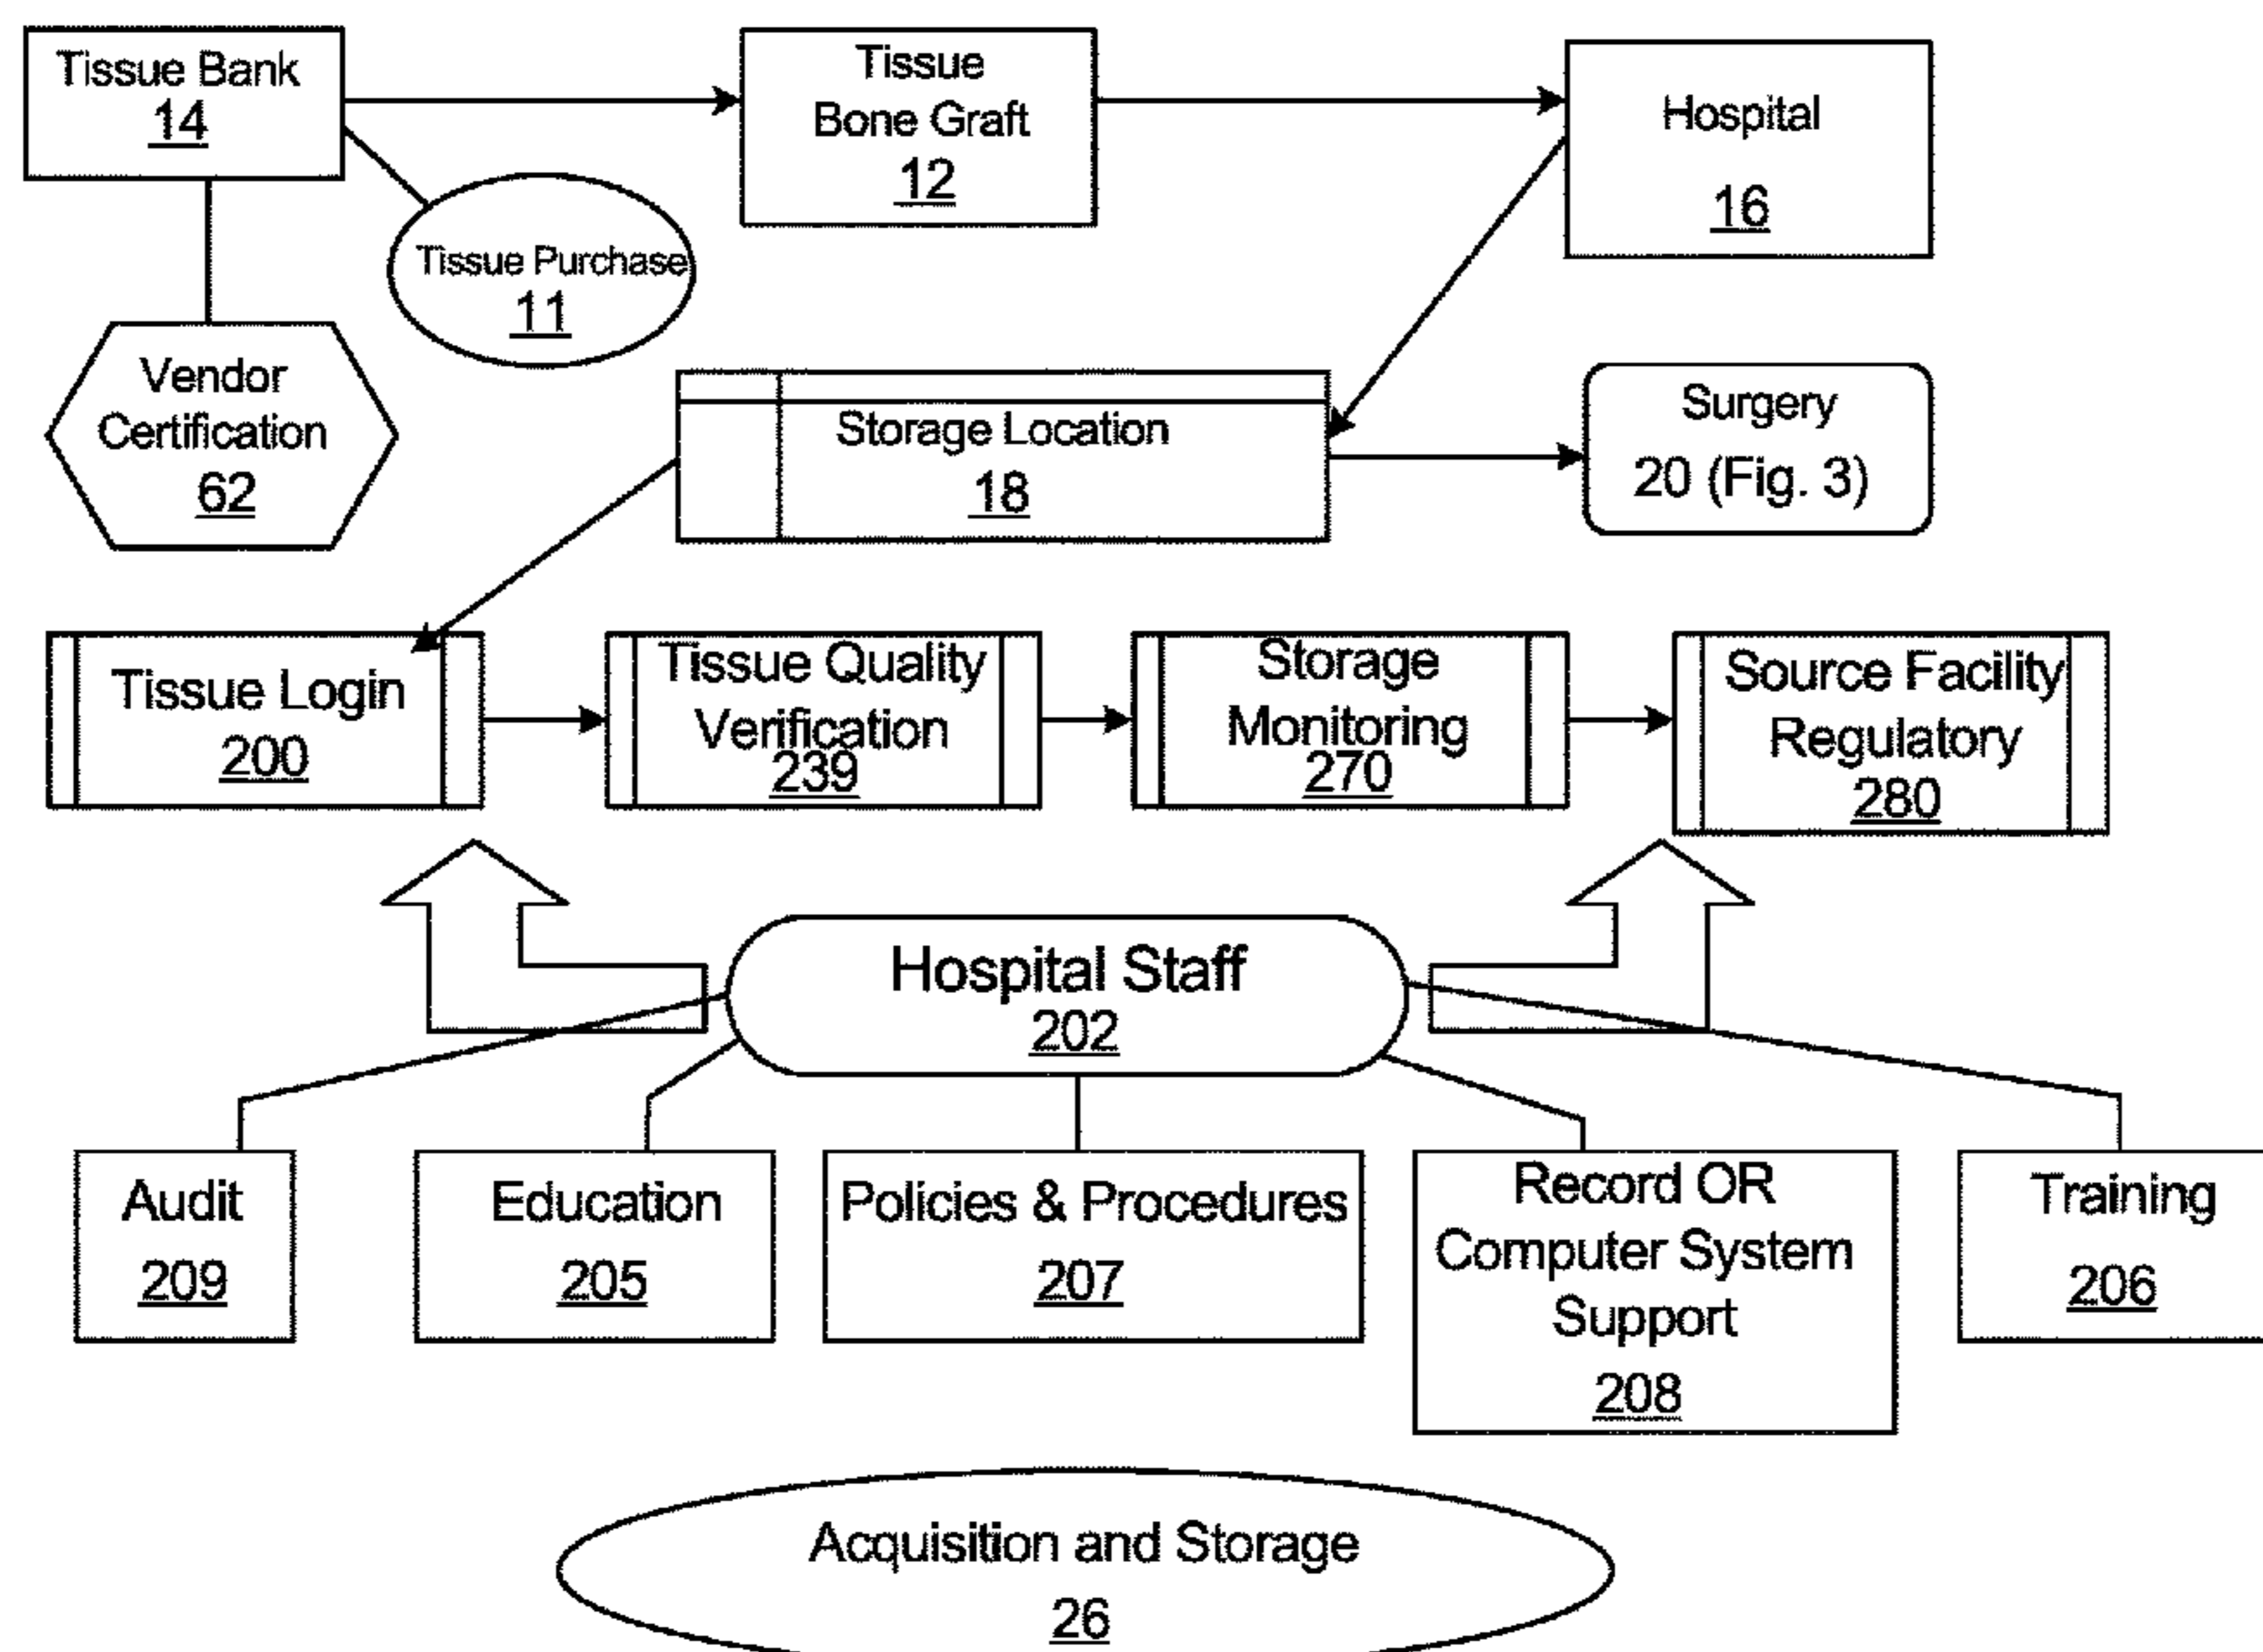 Tissue Bank
14
Tissue
Bone Graft
12
Hospital
16
Tissue Purchase
11
Vendor
Certification
62
Storage Location
18
Surgery
20 (Fig. 3)
Tissue Login
200
Tissue Quality
Verification
239
Storage
Monitoring
270
Source Facility
Regulatory
280
Hospital Staff
202
Audit
209
Education
205
Policies & Procedures
207
Record OR
Computer System
Support
208
Training
206
Acquisition and Storage
26